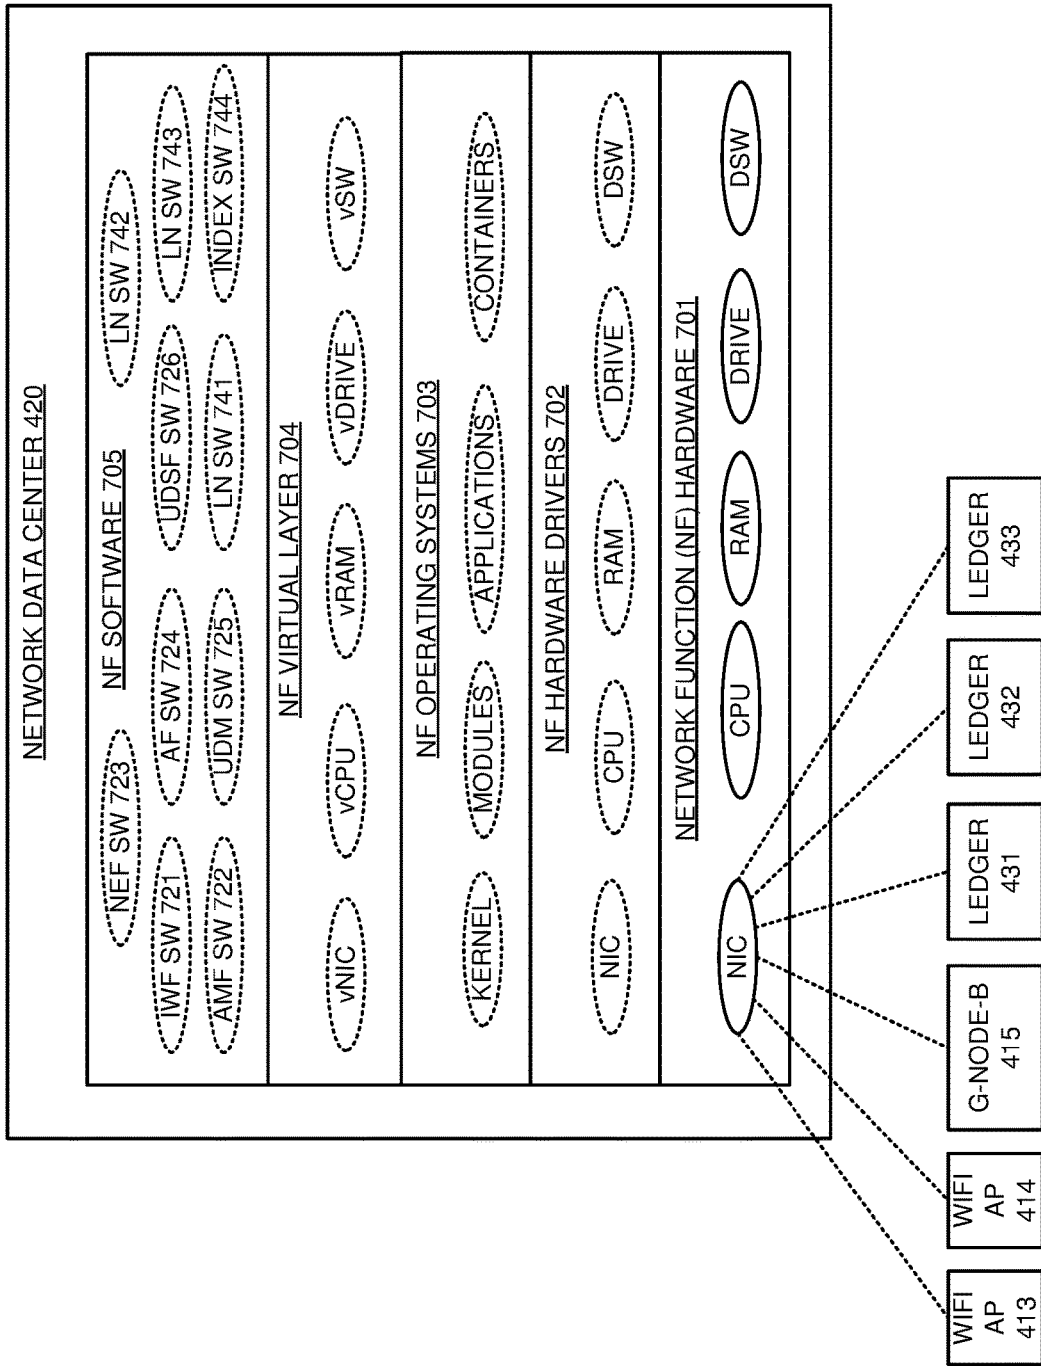 NETWORK DATA CENTER 420
NF SOFTWARE 705
NEF SW 723
LN SW 742
IWF SW 721
AF SW 724
UDSF SW 726
LN SW 743
AMF SW 722
UDM SW 725
LN SW 741
INDEX SW 744
NF VIRTUAL LAYER 704
vNIC
vCPU
vRAM
vDRIVE
vSW
NF OPERATING SYSTEMS 703
KERNEL
MODULES
APPLICATIONS
CONTAINERS
NF HARDWARE DRIVERS 702
NIC
CPU
RAM
DRIVE
DSW
NETWORK FUNCTION (NF) HARDWARE 701
NIC
CPU
RAM
DRIVE
DSW
WIFI
AP
413
WIFI
AP
414
G-NODE-B
415
LEDGER
431
LEDGER
432
LEDGER
433